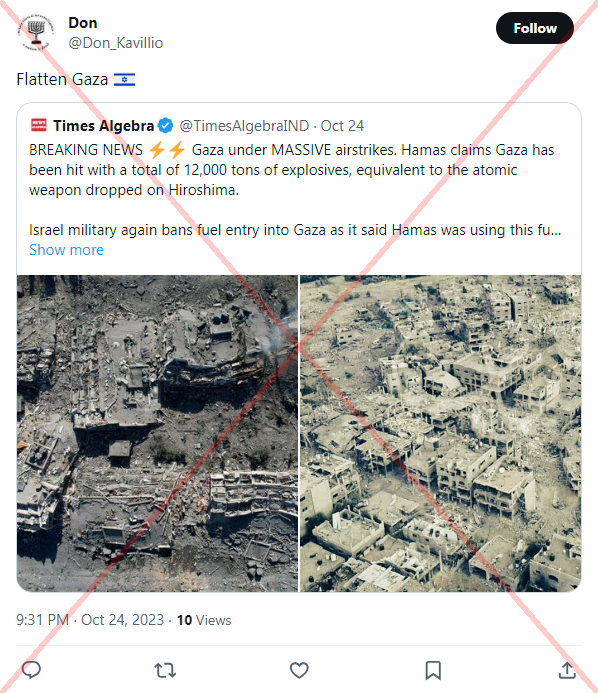 Don
@Don_Kavillio
Follow
Flatten Gaza 🇮🇱
Times Algebra @TimesAlgebraIND · Oct 24
BREAKING NEWS ⚡⚡ Gaza under MASSIVE airstrikes. Hamas claims Gaza has
been hit with a total of 12,000 tons of explosives, equivalent to the atomic
weapon dropped on Hiroshima.
Israel military again bans fuel entry into Gaza as it said Hamas was using this fu...
Show more
9:31 PM · Oct 24, 2023 · 10 Views